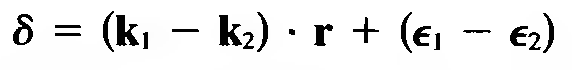 δ = (k₁ − k₂) · r + (ϵ₁ − ϵ₂)